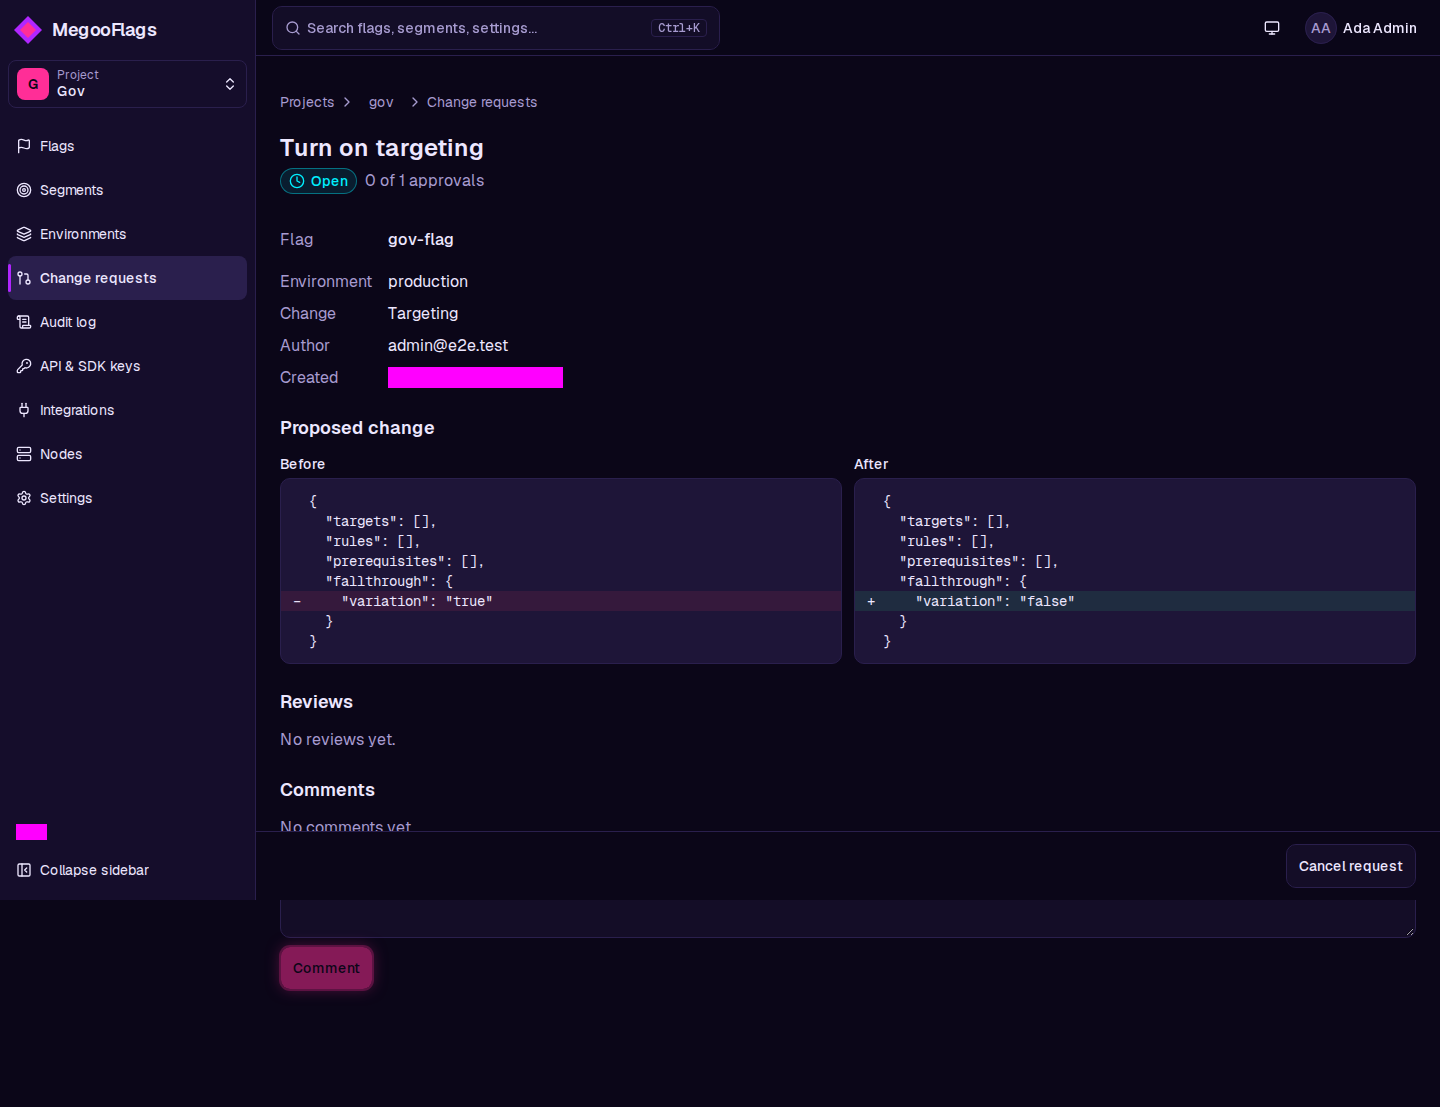 MegooFlags
Search flags, segments, settings...
Ctrl+K
AA
Ada Admin
G
Project
Gov
Flags
Segments
Environments
Change requests
Audit log
API & SDK keys
Integrations
Nodes
Settings
Collapse sidebar
Projects
gov
Change requests
Turn on targeting
Open
0 of 1 approvals
Flag
gov-flag
Environment
production
Change
Targeting
Author
admin@e2e.test
Created
Proposed change
Before
{
"targets": [],
"rules": [],
"prerequisites": [],
"fallthrough": {
− "variation": "true"
}
}
After
{
"targets": [],
"rules": [],
"prerequisites": [],
"fallthrough": {
+ "variation": "false"
}
}
Reviews
No reviews yet.
Comments
No comments yet
Cancel request
Comment